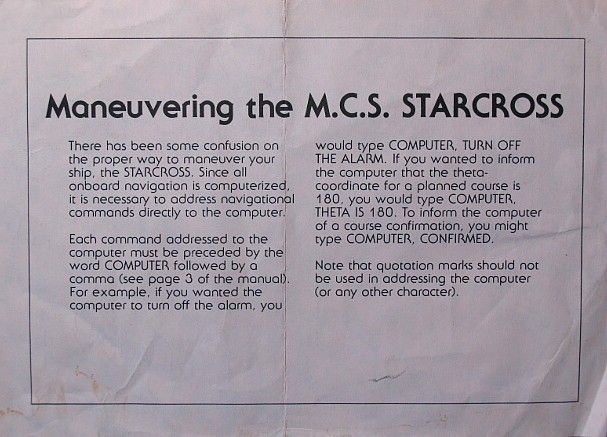 Maneuvering the M.C.S. STARCROSS
There has been some confusion on
the proper way to maneuver your
ship, the STARCROSS. Since all
onboard navigation is computerized,
it is necessary to address navigational
commands directly to the computer.
Each command addressed to the
computer must be preceded by the
word COMPUTER followed by a
comma (see page 3 of the manual).
For example, if you wanted the
computer to turn off the alarm, you
would type COMPUTER, TURN OFF
THE ALARM. If you wanted to inform
the computer that the theta-
coordinate for a planned course is
180, you would type COMPUTER,
THETA IS 180. To inform the computer
of a course confirmation, you might
type COMPUTER, CONFIRMED.
Note that quotation marks should not
be used in addressing the computer
(or any other character).